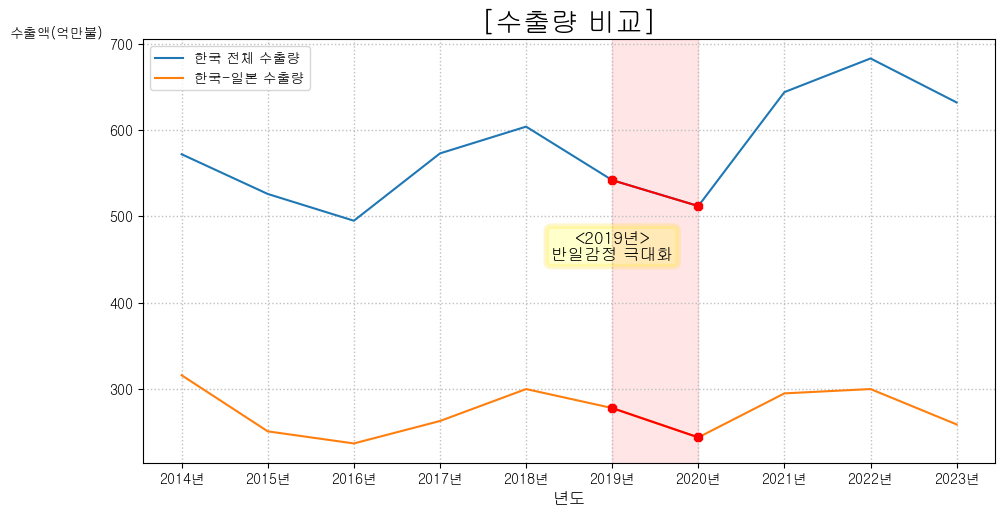 [수출량 비교]
수출액(억만불)
한국 전체 수출량
한국-일본 수출량
700
600
500
400
300
<2019년>
반일감정 극대화
2014년 2015년 2016년 2017년 2018년 2019년 2020년 2021년 2022년 2023년
년도